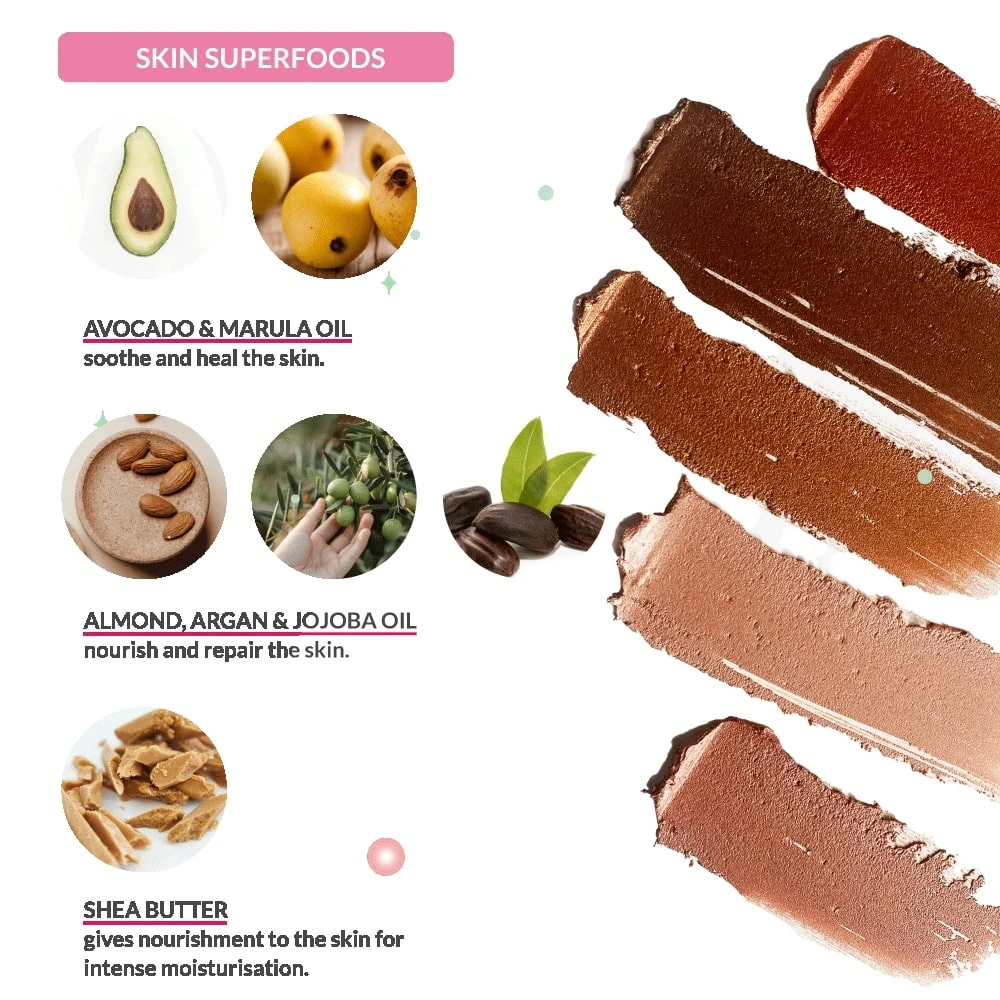 SKIN SUPERFOODS
AVOCADO & MARULA OIL
soothe and heal the skin.
ALMOND, ARGAN & JOJOBA OIL
nourish and repair the skin.
SHEA BUTTER
gives nourishment to the skin for
intense moisturisation.